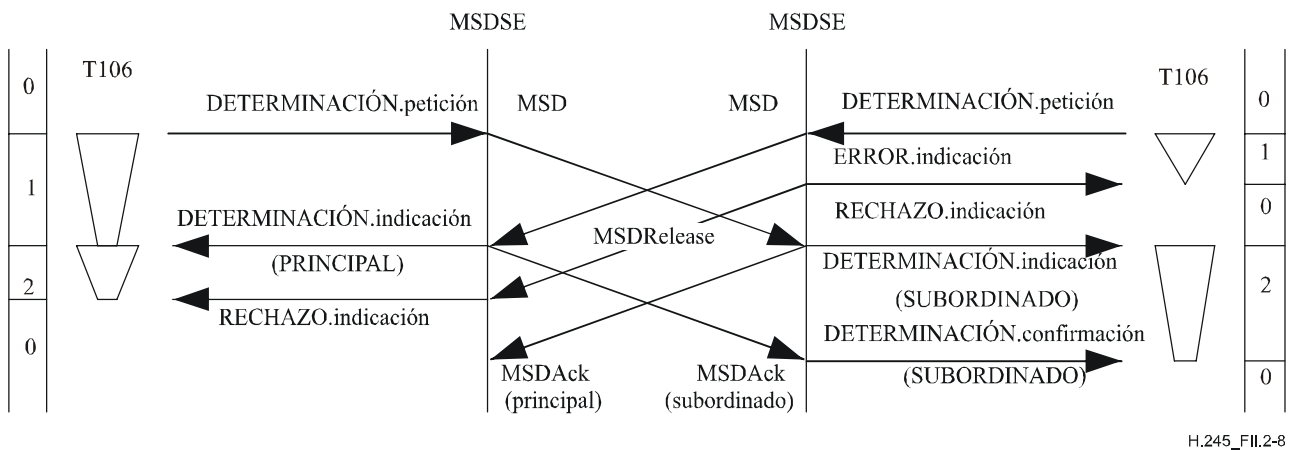 MSDSE MSDSE
T106 T106
0 0
DETERMINACIÓN.petición MSD MSD DETERMINACIÓN.petición
ERROR.indicación 1
1
DETERMINACIÓN.indicación MSDRelease RECHAZO.indicación 0
(PRINCIPAL) DETERMINACIÓN.indicación
2 (SUBORDINADO) 2
RECHAZO.indicación
0 DETERMINACIÓN.confirmación
MSDAck MSDAck (SUBORDINADO) 0
(principal) (subordinado)
H.245_FII.2-8